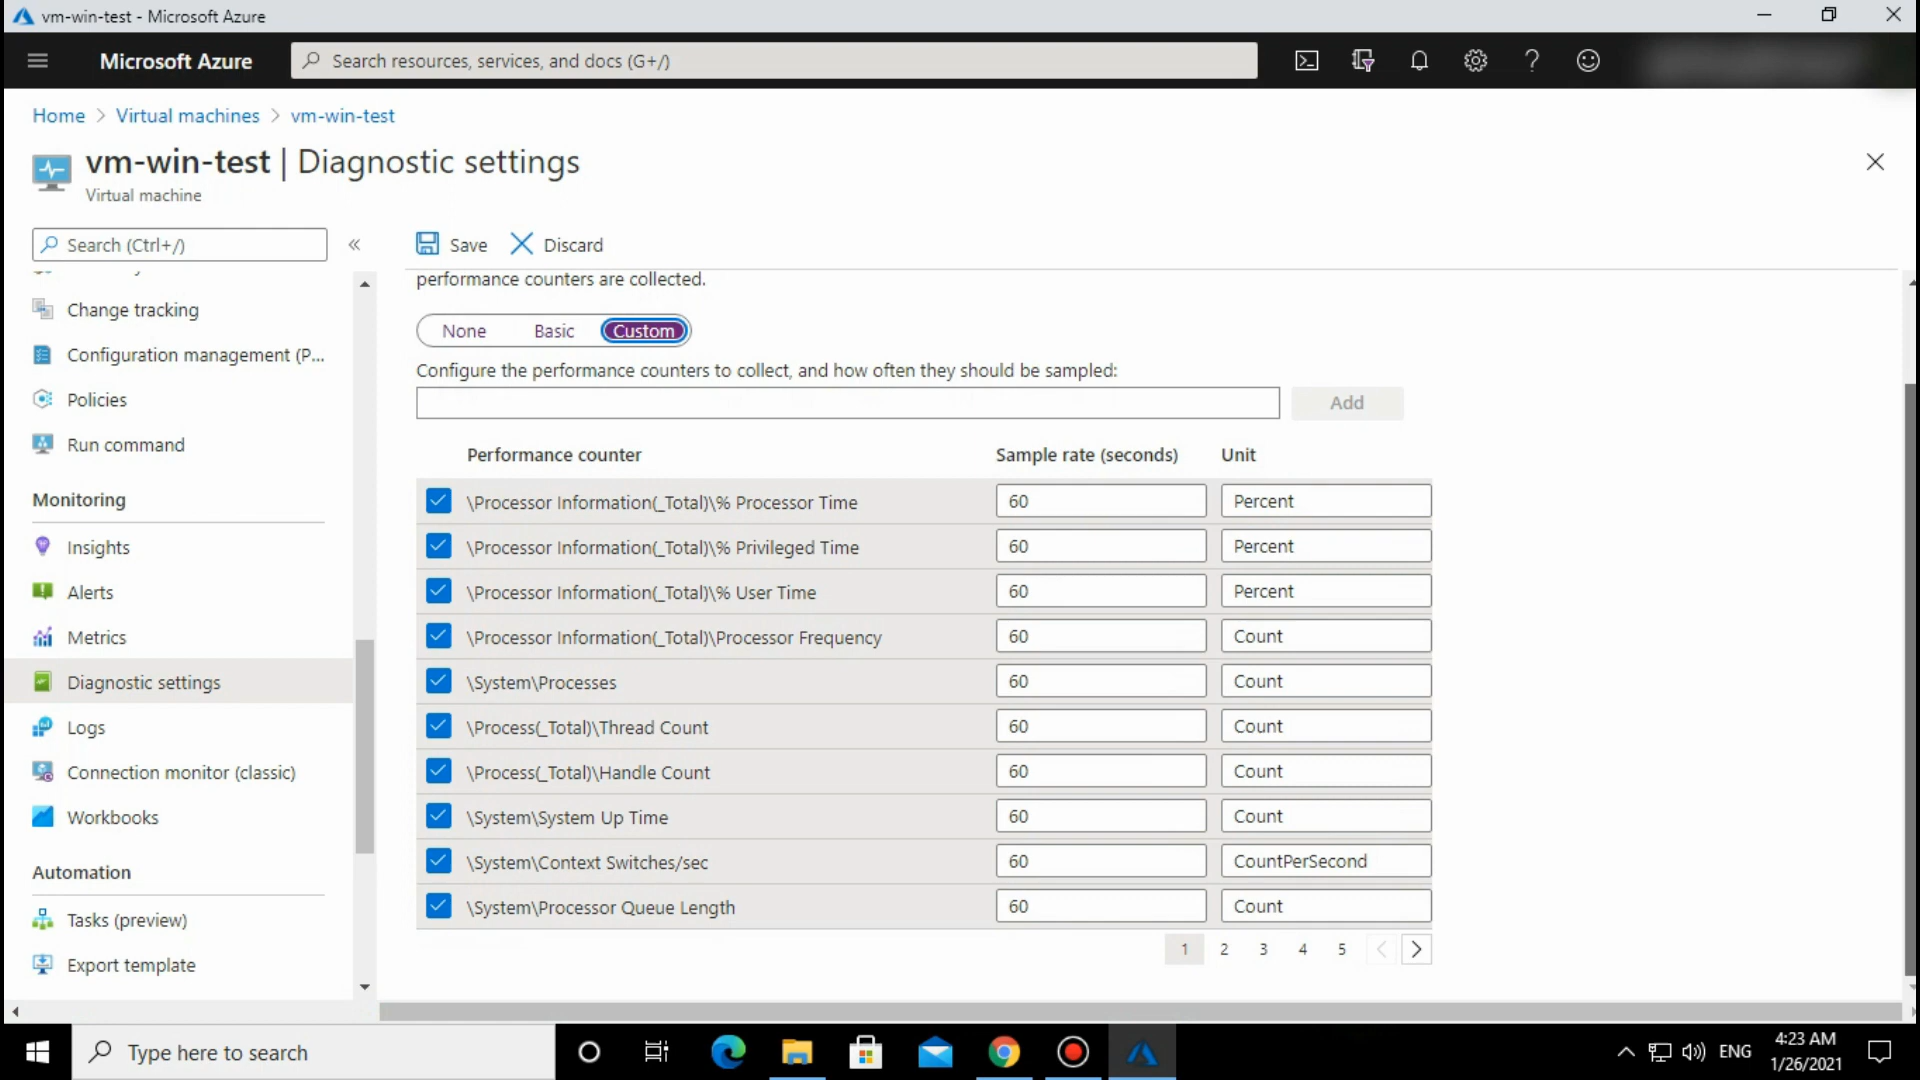 vm-win-test - Microsoft Azure
Microsoft Azure
Search resources, services, and docs (G+/)
Home > Virtual machines > vm-win-test
vm-win-test | Diagnostic settings
Virtual machine
Search (Ctrl+/)
Save
Discard
performance counters are collected.
Change tracking
Configuration management (P...
Policies
Run command
Monitoring
Insights
Alerts
Metrics
Diagnostic settings
Logs
Connection monitor (classic)
Workbooks
Automation
Tasks (preview)
Export template
None Basic Custom
Configure the performance counters to collect, and how often they should be sampled:
Add
Performance counter Sample rate (seconds) Unit
\Processor Information(_Total)\% Processor Time 60 Percent
\Processor Information(_Total)\% Privileged Time 60 Percent
\Processor Information(_Total)\% User Time 60 Percent
\Processor Information(_Total)\Processor Frequency 60 Count
\System\Processes 60 Count
\Process(_Total)\Thread Count 60 Count
\Process(_Total)\Handle Count 60 Count
\System\System Up Time 60 Count
\System\Context Switches/sec 60 CountPerSecond
\System\Processor Queue Length 60 Count
1 2 3 4 5
Type here to search
ENG
4:23 AM
1/26/2021